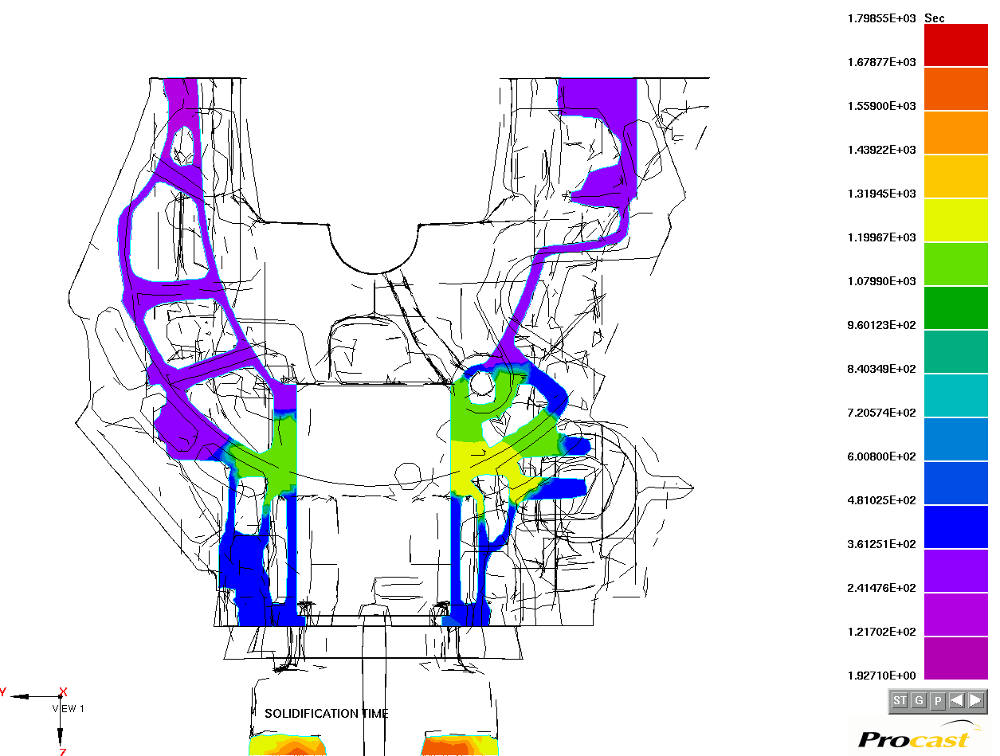 1.79855E+03 Sec
1.67877E+03
1.55900E+03
1.43922E+03
1.31945E+03
1.19967E+03
1.07990E+03
9.60123E+02
8.40349E+02
7.20574E+02
6.00800E+02
4.81025E+02
3.61251E+02
2.41476E+02
1.21702E+02
1.92710E+00
Y X
VIEW 1
Z
SOLIDIFICATION TIME
ST G P
Procast